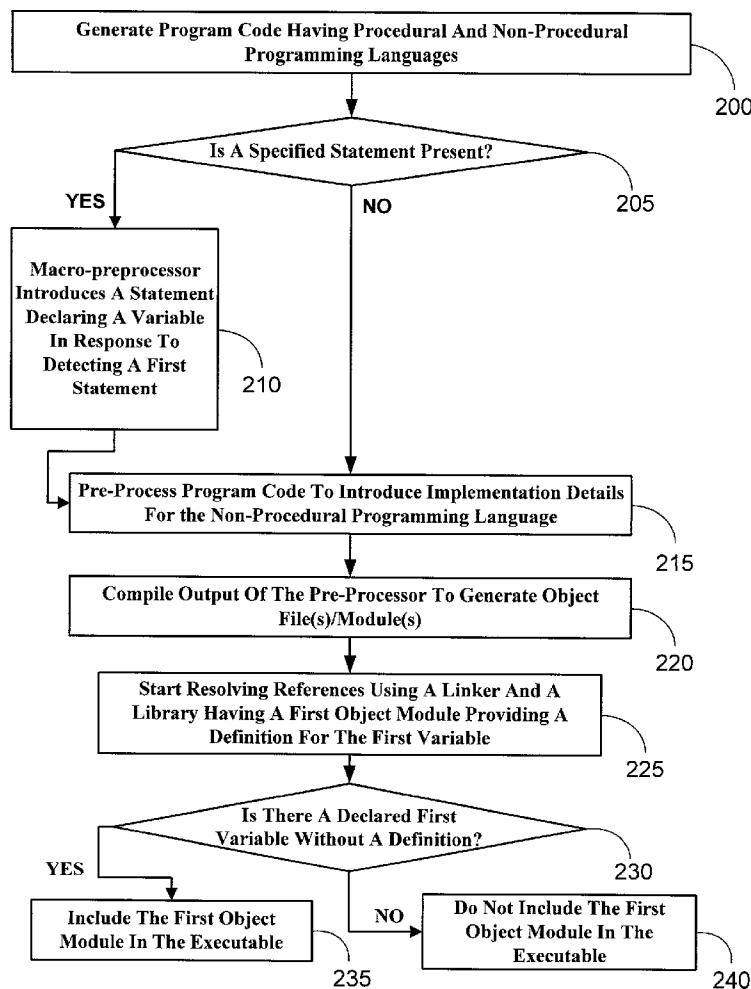 Generate Program Code Having Procedural And Non-Procedural
Programming Languages
200
Is A Specified Statement Present?
205
YES
NO
Macro-preprocessor
Introduces A Statement
Declaring A Variable
In Response To
Detecting A First
Statement
210
Pre-Process Program Code To Introduce Implementation Details
For the Non-Procedural Programming Language
215
Compile Output Of The Pre-Processor To Generate Object
File(s)/Module(s)
220
Start Resolving References Using A Linker And A
Library Having A First Object Module Providing A
Definition For The First Variable
225
Is There A Declared First
Variable Without A Definition?
230
YES
NO
Include The First Object
Module In The Executable
235
Do Not Include The First
Object Module In The
Executable
240